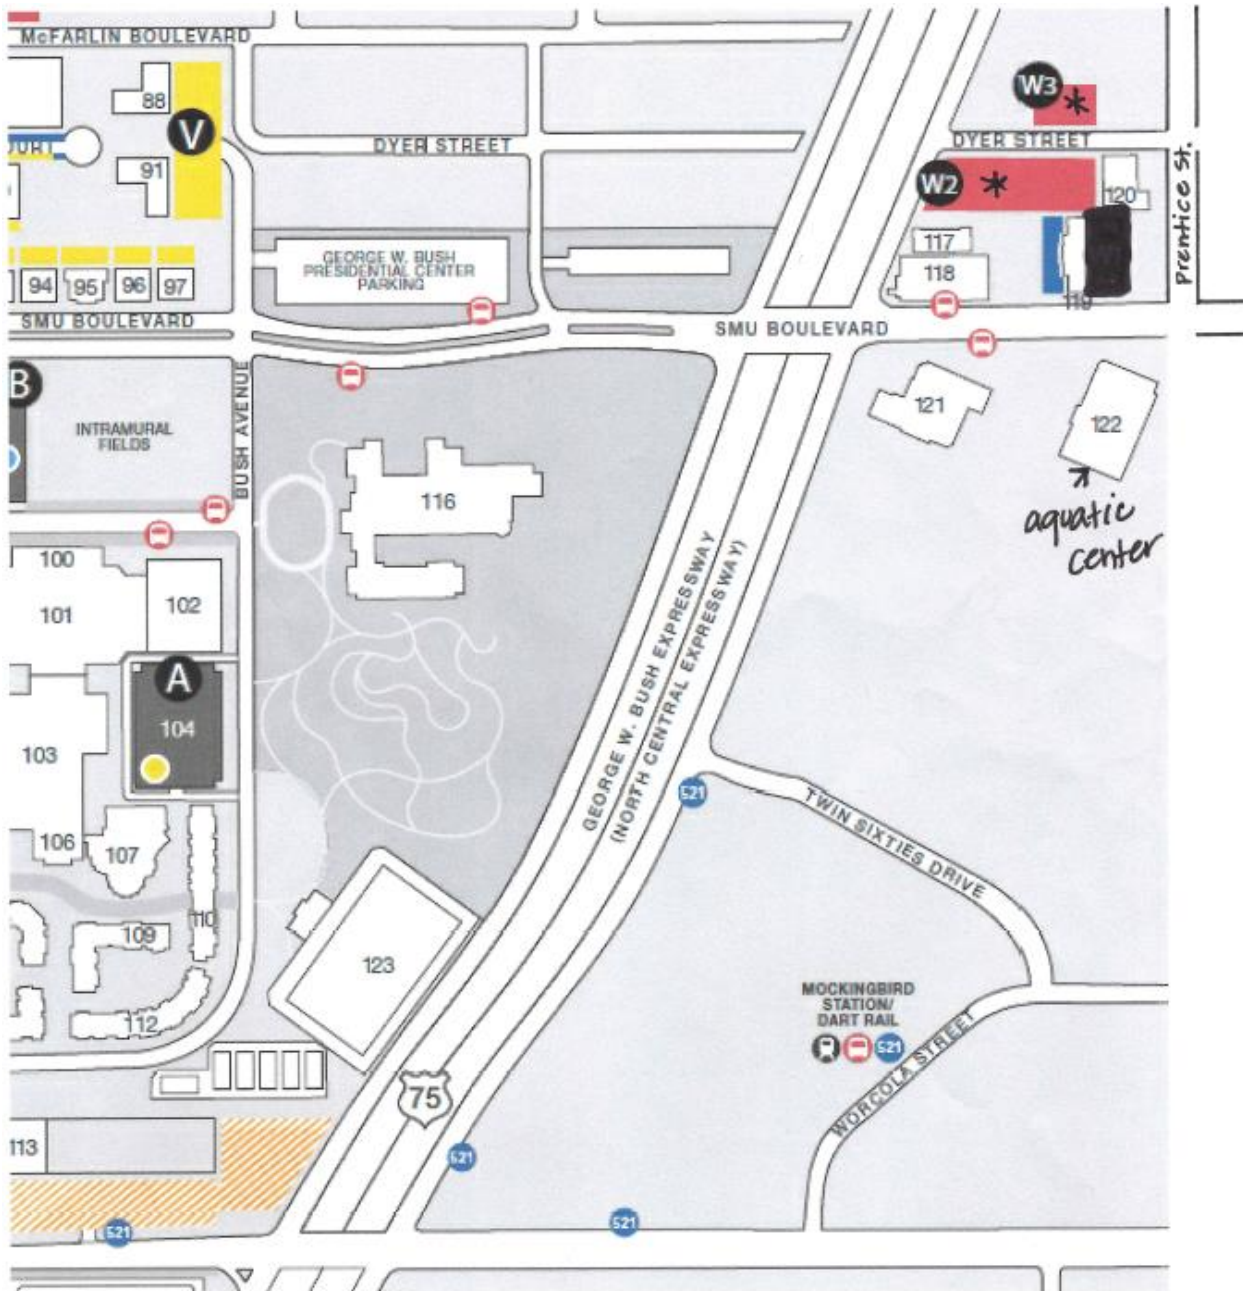 McFARLIN BOULEVARD
88
V
W3
*
DYER STREET
DYER STREET
91
W2
*
120
Prentice St.
117
118
119
94
95
96
97
GEORGE W. BUSH
PRESIDENTIAL CENTER
PARKING
SMU BOULEVARD
SMU BOULEVARD
B
INTRAMURAL
FIELDS
BUSH AVENUE
121
122
aquatic
center
116
100
101
102
A
104
103
GEORGE W. BUSH EXPRESSWAY
(NORTH CENTRAL EXPRESSWAY)
521
TWIN SIXTIES DRIVE
106
107
110
109
112
123
MOCKINGBIRD
STATION/
DART RAIL
521
WORCOLA STREET
75
113
521
521
521